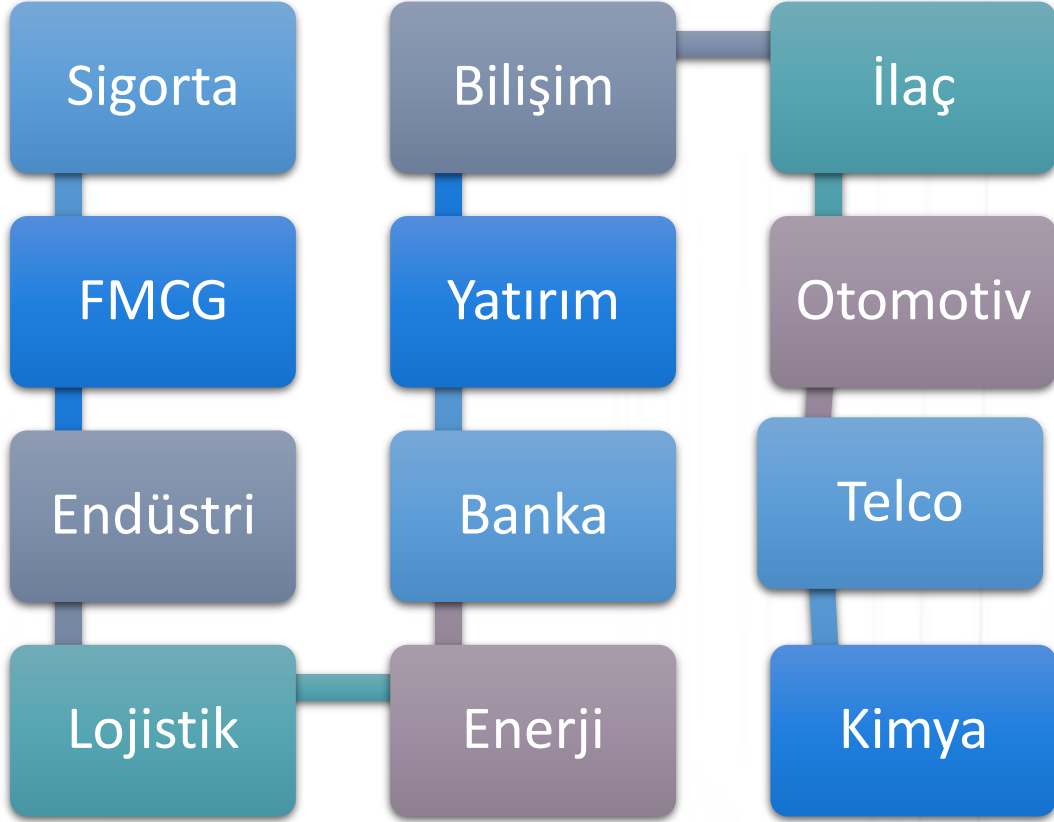 Sigorta
FMCG
Endüstri
Lojistik
Enerji
Banka
Yatırım
Bilişim
İlaç
Otomotiv
Telco
Kimya